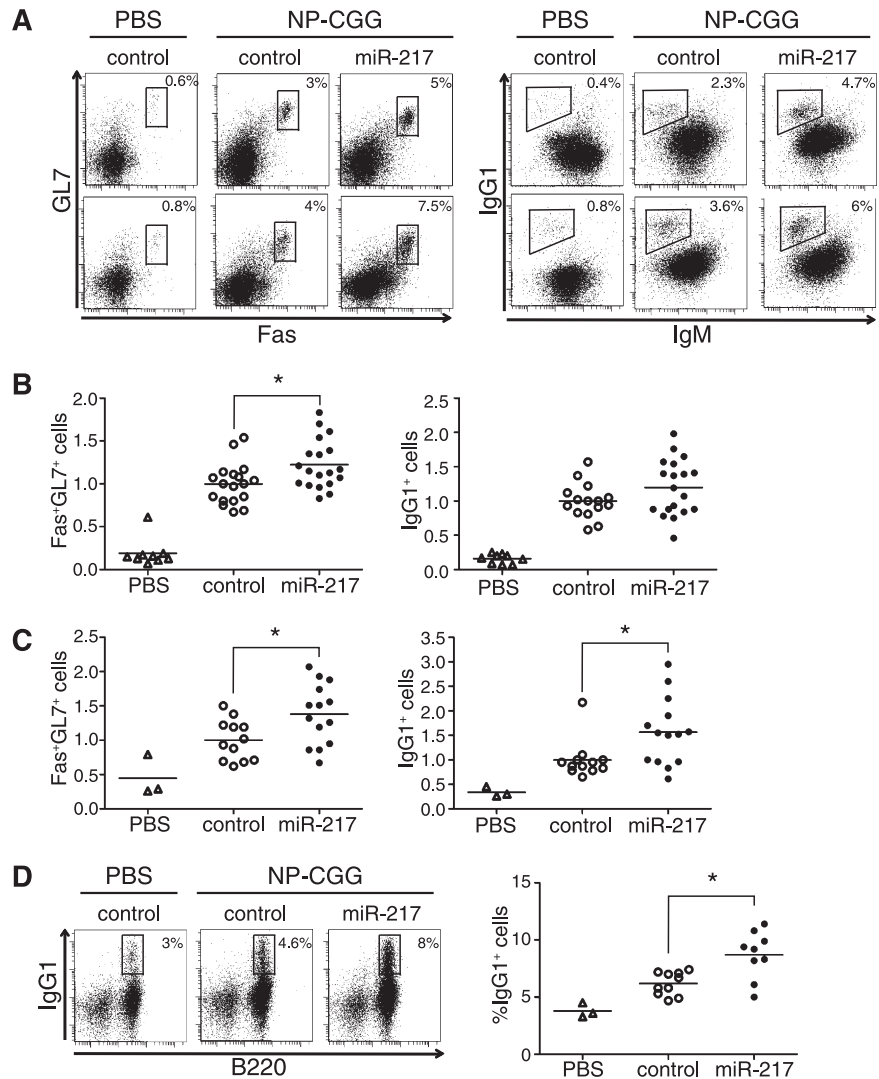 A
PBS NP-CGG
control control miR-217
0.6% 3% 5%
0.8% 4% 7.5%
GL7
Fas
PBS NP-CGG
control control miR-217
0.4% 2.3% 4.7%
0.8% 3.6% 6%
IgG1
IgM
B
Fas⁺GL7⁺ cells
2.0
1.5
1.0
0.5
0.0
*
PBS control miR-217
IgG1⁺ cells
2.5
2.0
1.5
1.0
0.5
0.0
PBS control miR-217
C
Fas⁺GL7⁺ cells
2.5
2.0
1.5
1.0
0.5
0.0
*
PBS control miR-217
IgG1⁺ cells
3.5
3.0
2.5
2.0
1.5
1.0
0.5
0.0
*
PBS control miR-217
D
PBS NP-CGG
control control miR-217
3% 4.6% 8%
IgG1
B220
%IgG1⁺ cells
15
10
5
0
*
PBS control miR-217